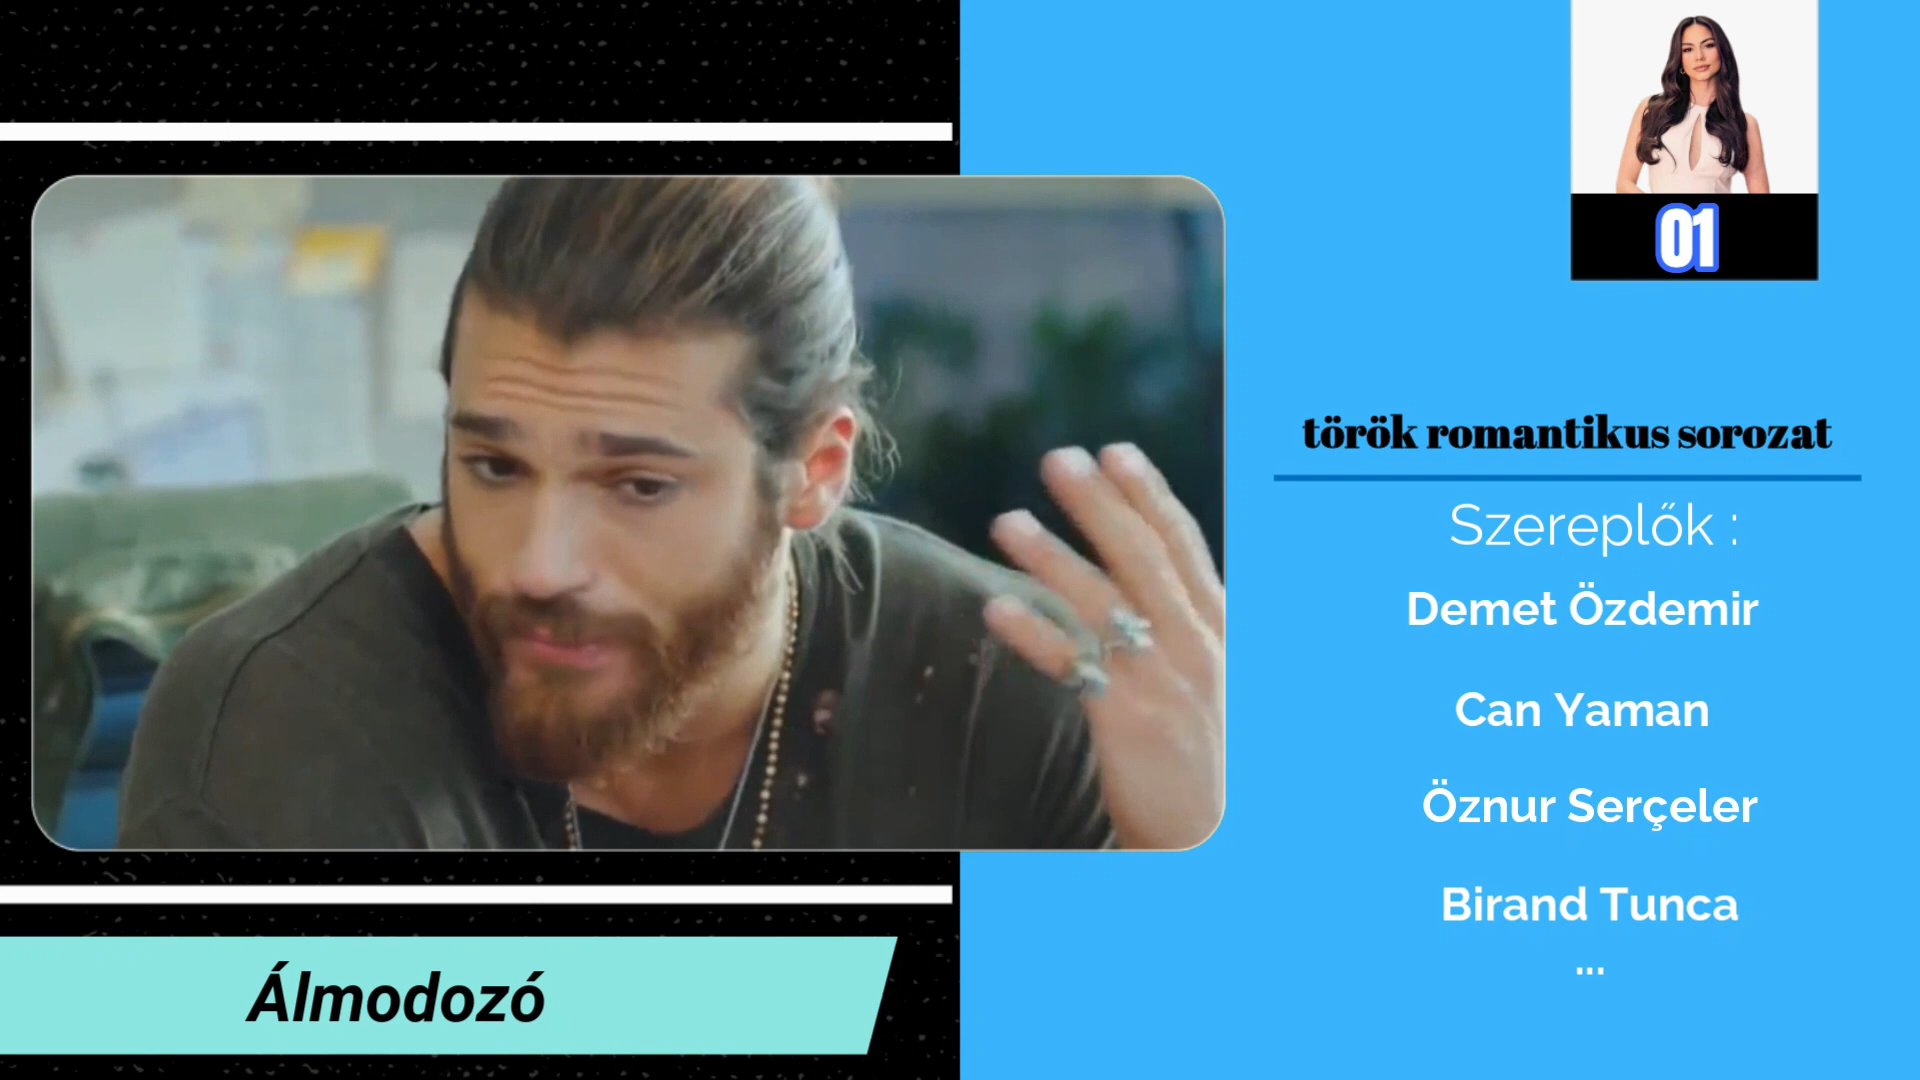 01
török romantikus sorozat
Szereplők :
Demet Özdemir
Can Yaman
Öznur Serçeler
Birand Tunca
...
Álmodozó